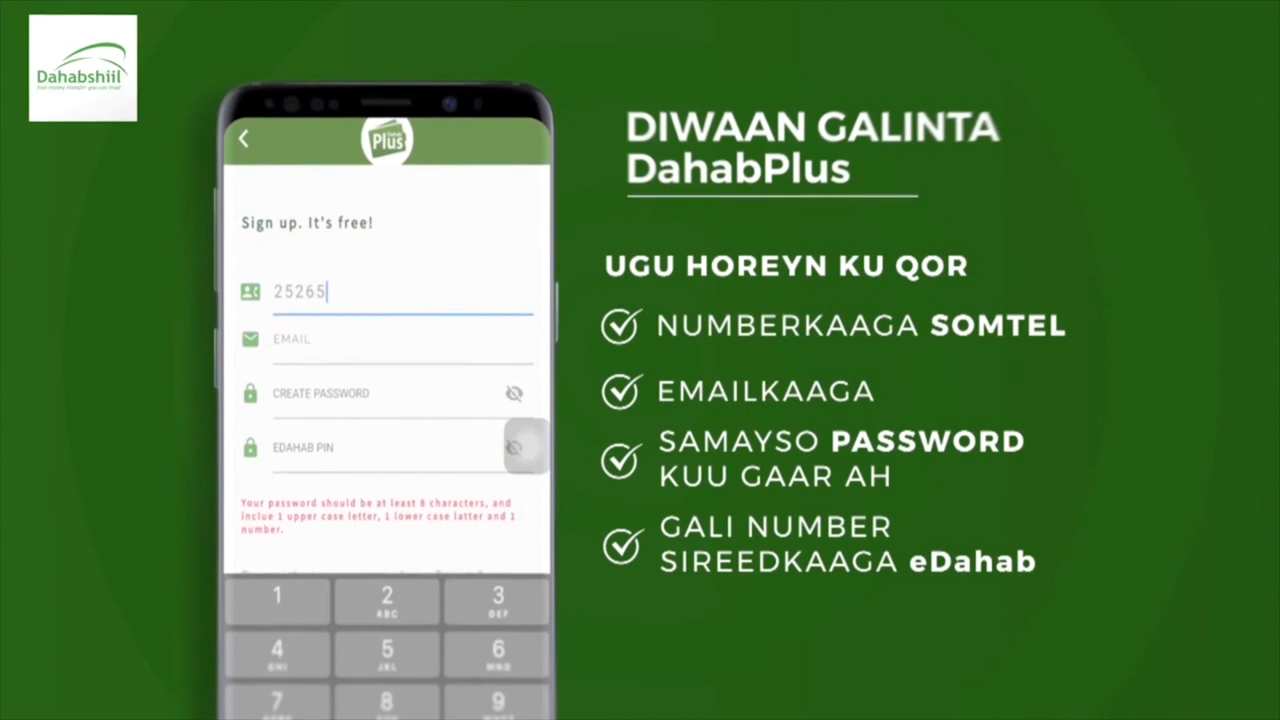 Dahabshiil
Plus
Sign up. It's free!
25265
EMAIL
CREATE PASSWORD
EDAHAB PIN
Your password should be at least 8 characters, and
inclue 1 upper case letter, 1 lower case latter and 1
number.
1
2
ABC
3
DEF
4
GHI
5
JKL
6
MNO
7
8
9
DIWAAN GALINTA
DahabPlus
UGU HOREYN KU QOR
NUMBERKAAGA SOMTEL
EMAILKAAGA
SAMAYSO PASSWORD
KUU GAAR AH
GALI NUMBER
SIREEDKAAGA eDahab